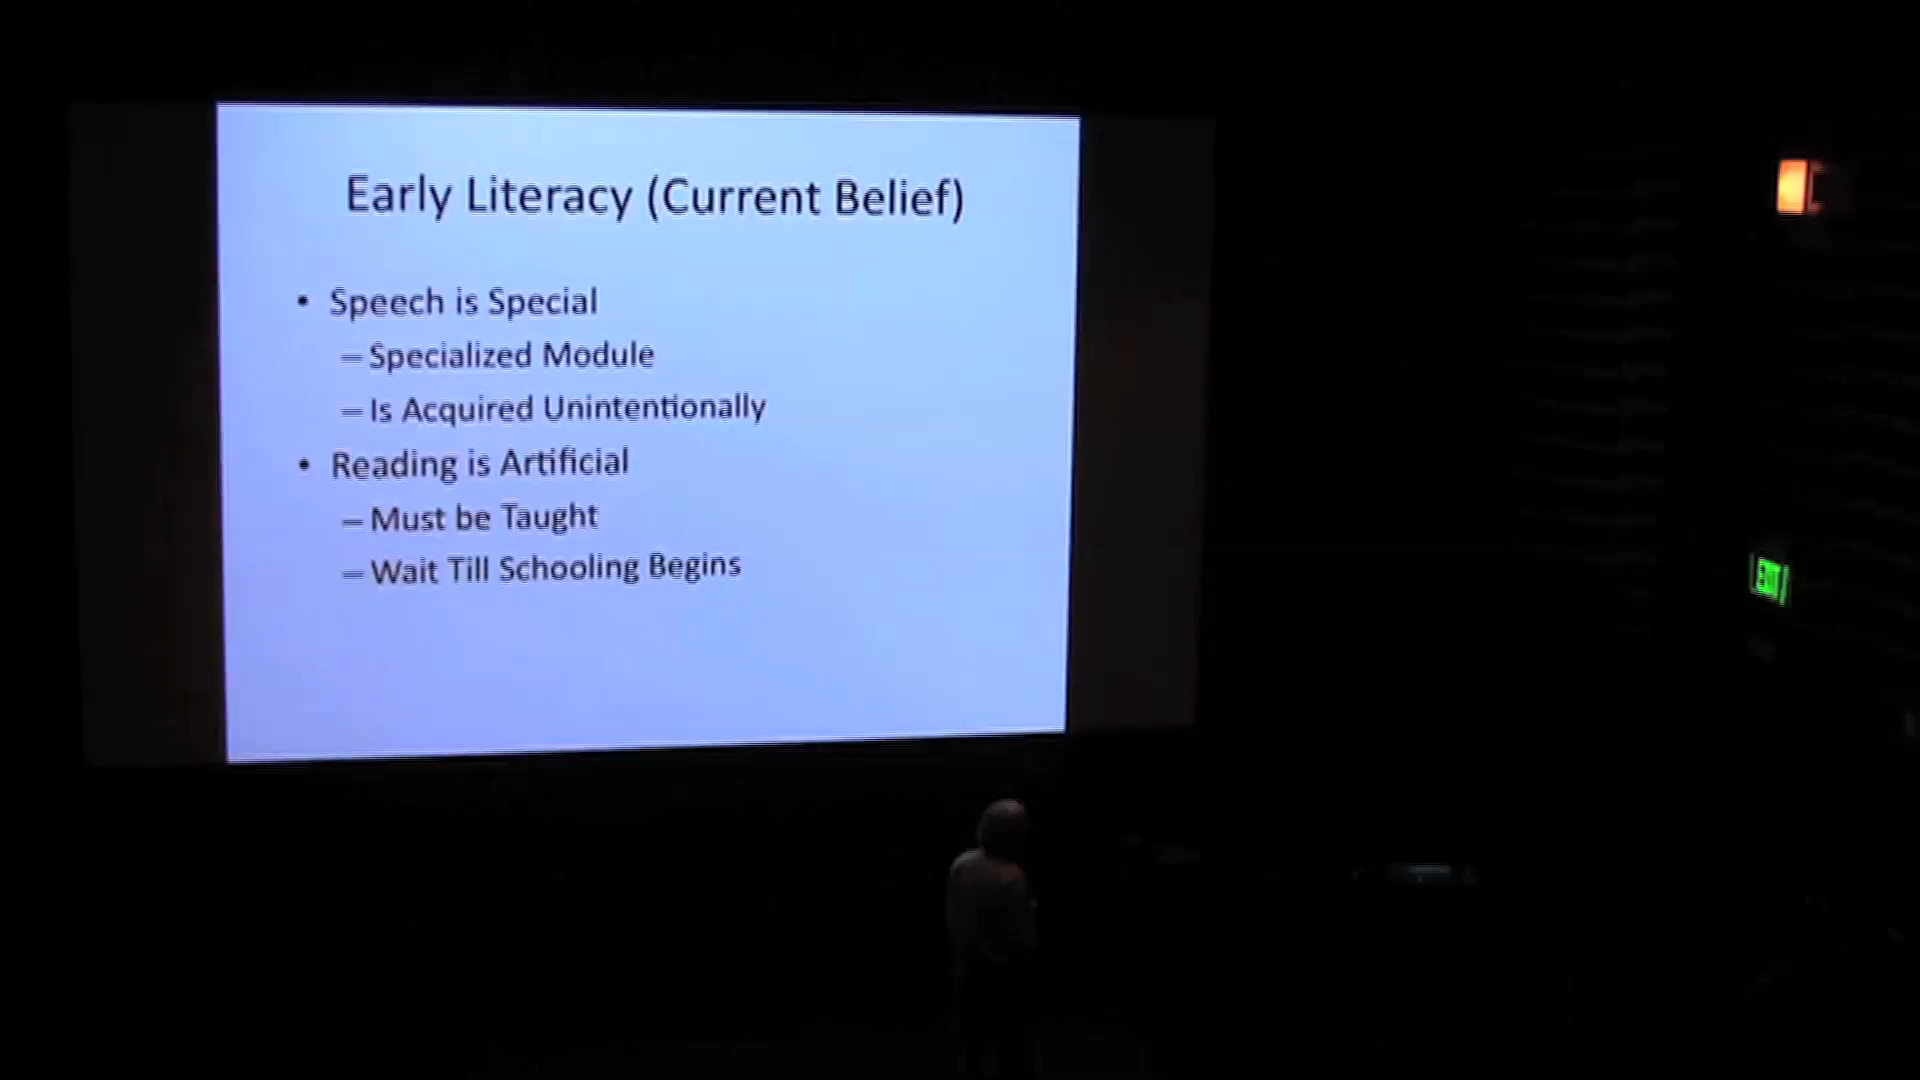 Early Literacy (Current Belief)
• Speech is Special
– Specialized Module
– Is Acquired Unintentionally
• Reading is Artificial
– Must be Taught
– Wait Till Schooling Begins
EXIT